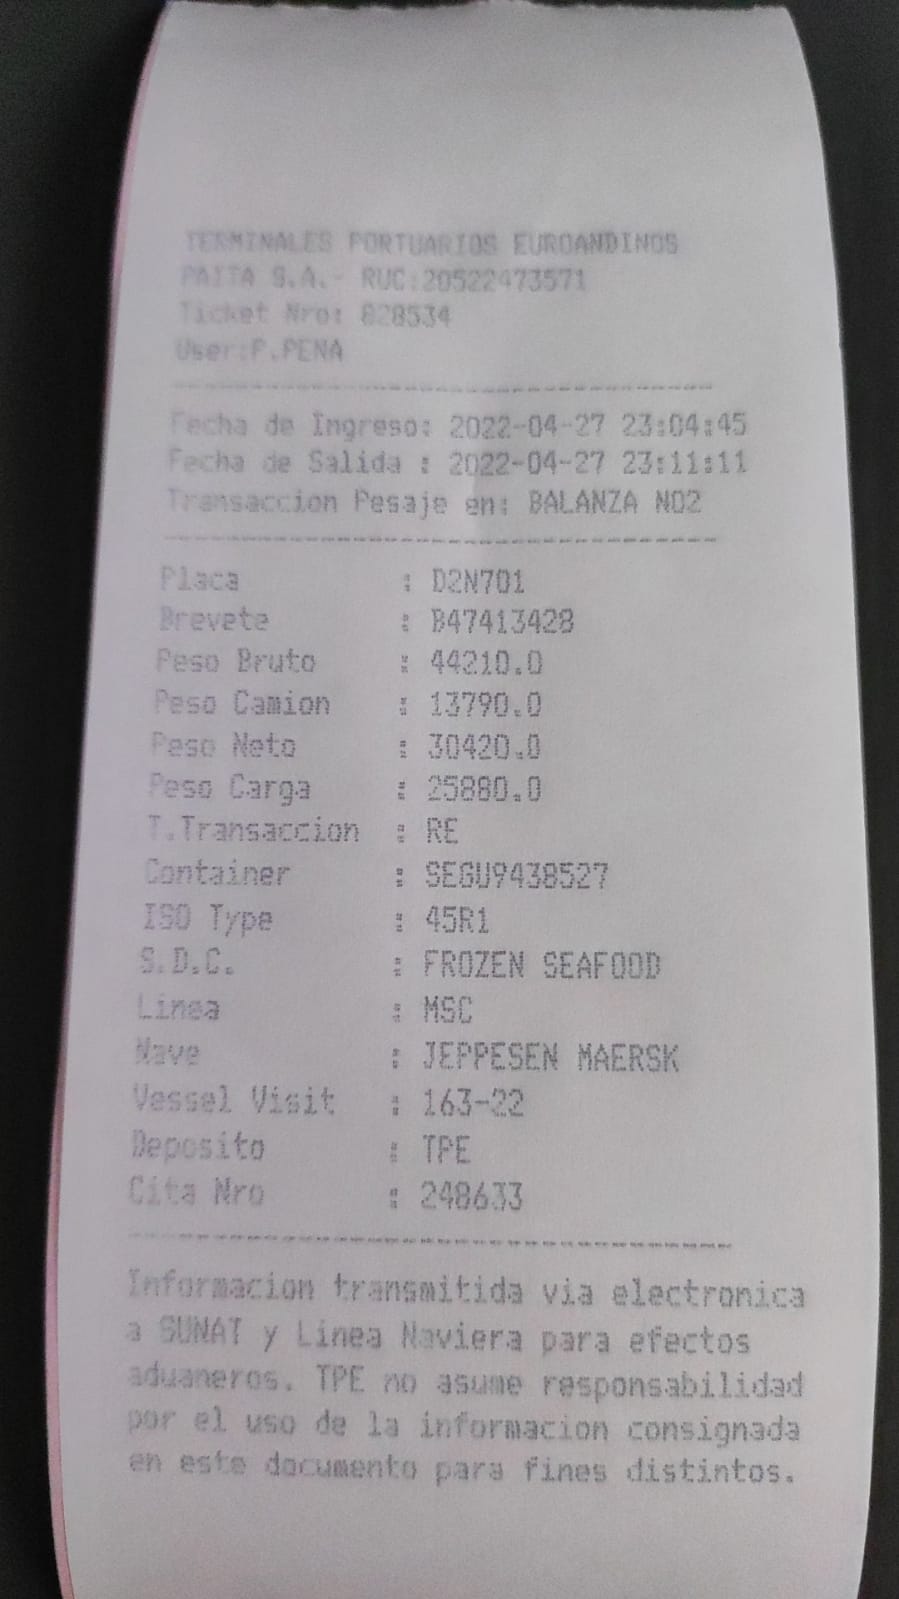 TERMINALES PORTUARIOS EUROANDINOS
PAITA S.A.- RUC:20522473571
Ticket Nro: 828534
User:P.PENA
------------------------------------
Fecha de Ingreso: 2022-04-27 23:04:45
Fecha de Salida : 2022-04-27 23:11:11
Transaccion Pesaje en: BALANZA NO2
------------------------------------
Placa : D2N701
Brevete : B47413428
Peso Bruto : 44210.0
Peso Camion : 13790.0
Peso Neto : 30420.0
Peso Carga : 25880.0
T.Transaccion : RE
Container : SEGU9438527
ISO Type : 45R1
S.D.C. : FROZEN SEAFOOD
Linea : MSC
Nave : JEPPESEN MAERSK
Vessel Visit : 163-22
Deposito : TPE
Cita Nro : 248633
------------------------------------
Informacion transmitida via electronica
a SUNAT y Linea Naviera para efectos
aduaneros. TPE no asume responsabilidad
por el uso de la informacion consignada
en este documento para fines distintos.